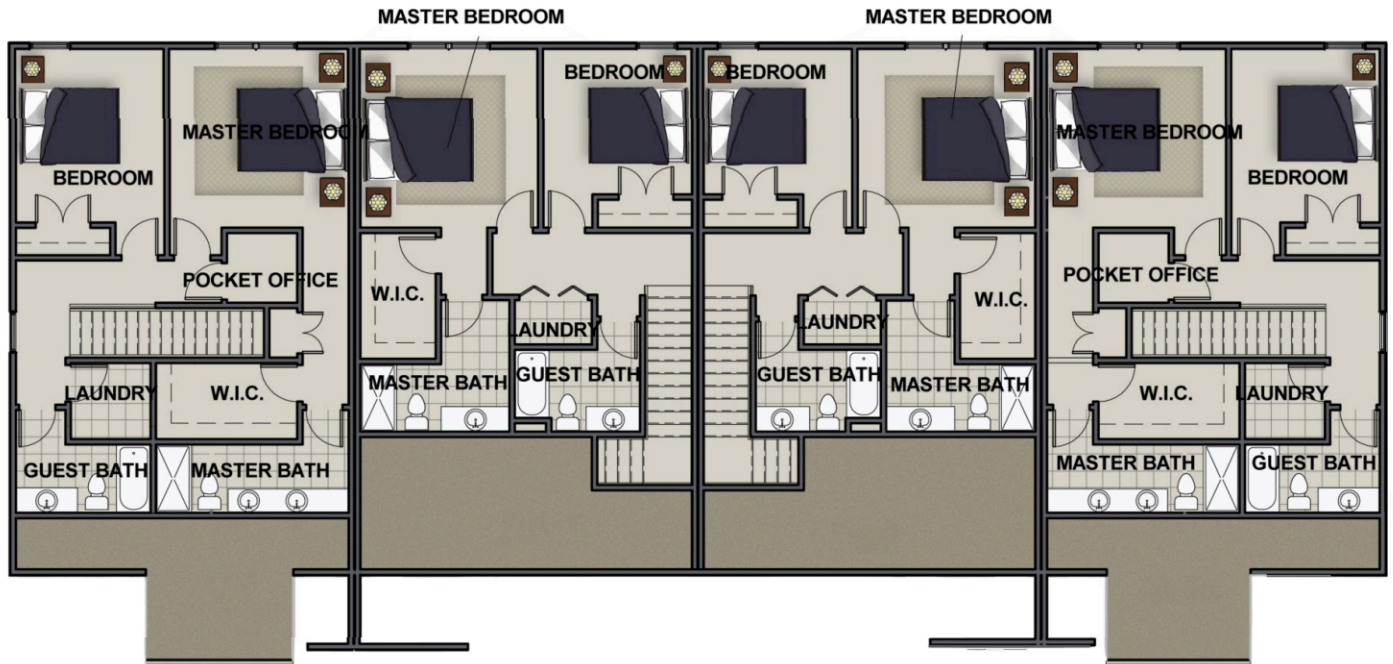 MASTER BEDROOM
MASTER BEDROOM
BEDROOM
BEDROOM
MASTER BEDROOM
MASTER BEDROOM
BEDROOM
BEDROOM
POCKET OFFICE
POCKET OFFICE
W.I.C.
W.I.C.
LAUNDRY
LAUNDRY
MASTER BATH
GUEST BATH
GUEST BATH
MASTER BATH
LAUNDRY
W.I.C.
W.I.C.
LAUNDRY
GUEST BATH
MASTER BATH
MASTER BATH
GUEST BATH